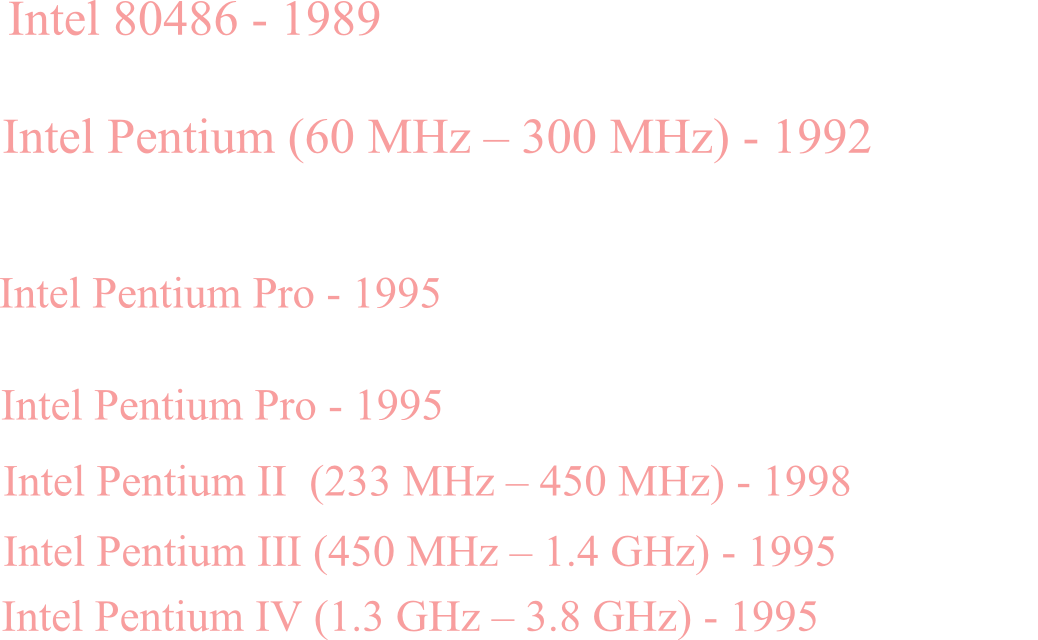 Intel 80486 - 1989
Intel Pentium (60 MHz – 300 MHz) - 1992
Intel Pentium Pro - 1995
Intel Pentium Pro - 1995
Intel Pentium II  (233 MHz – 450 MHz) - 1998
Intel Pentium III (450 MHz – 1.4 GHz) - 1995
Intel Pentium IV (1.3 GHz – 3.8 GHz) - 1995